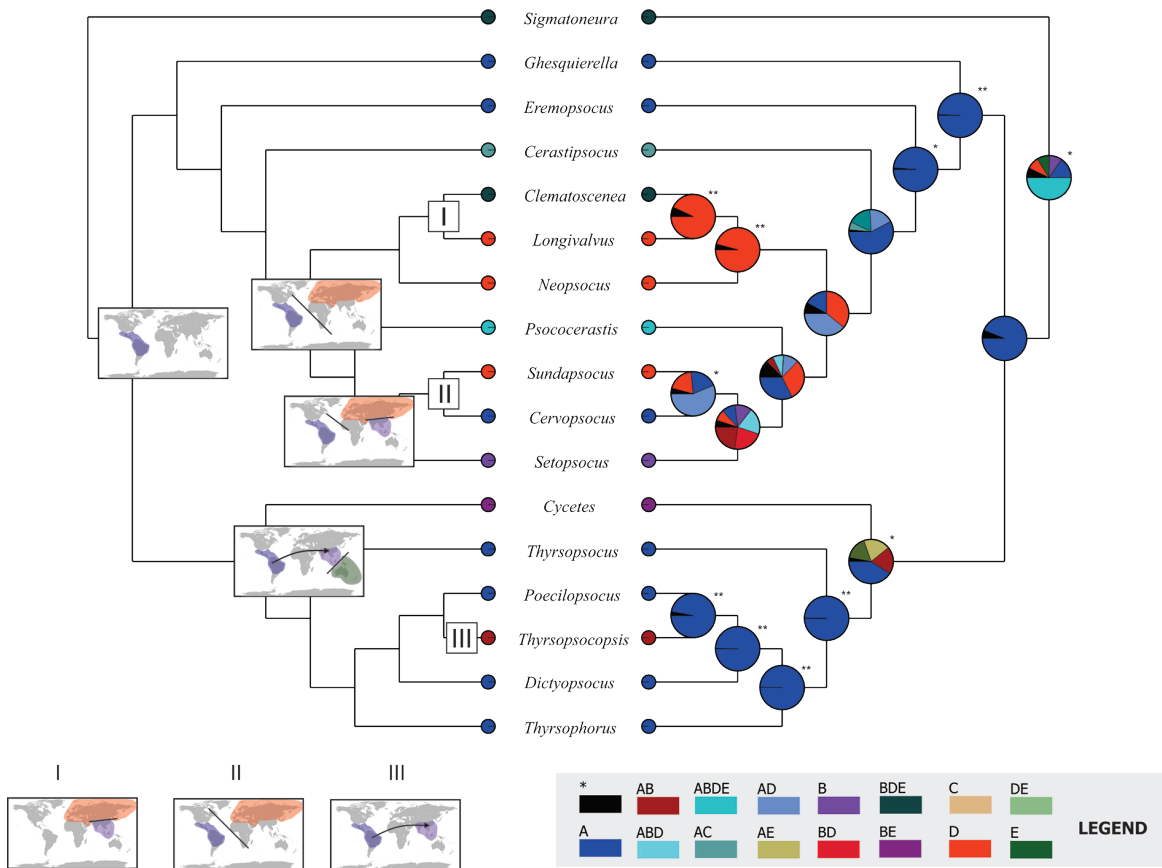 Sigmatoneura
Ghesquierella
**
Eremopsocus
*
Cerastipsocus
*
Clematoscenea
**
I
Longivalvus
**
Neopsocus
Psococerastis
Sundapsocus
*
II
Cervopsocus
Setopsocus
Cycetes
*
Thyrsopsocus
Poecilopsocus
**
**
III
Thyrsopsocopsis
**
Dictyopsocus
**
Thyrsophorus
I II III
* AB ABDE AD B BDE C DE
A ABD AC AE BD BE D E
LEGEND